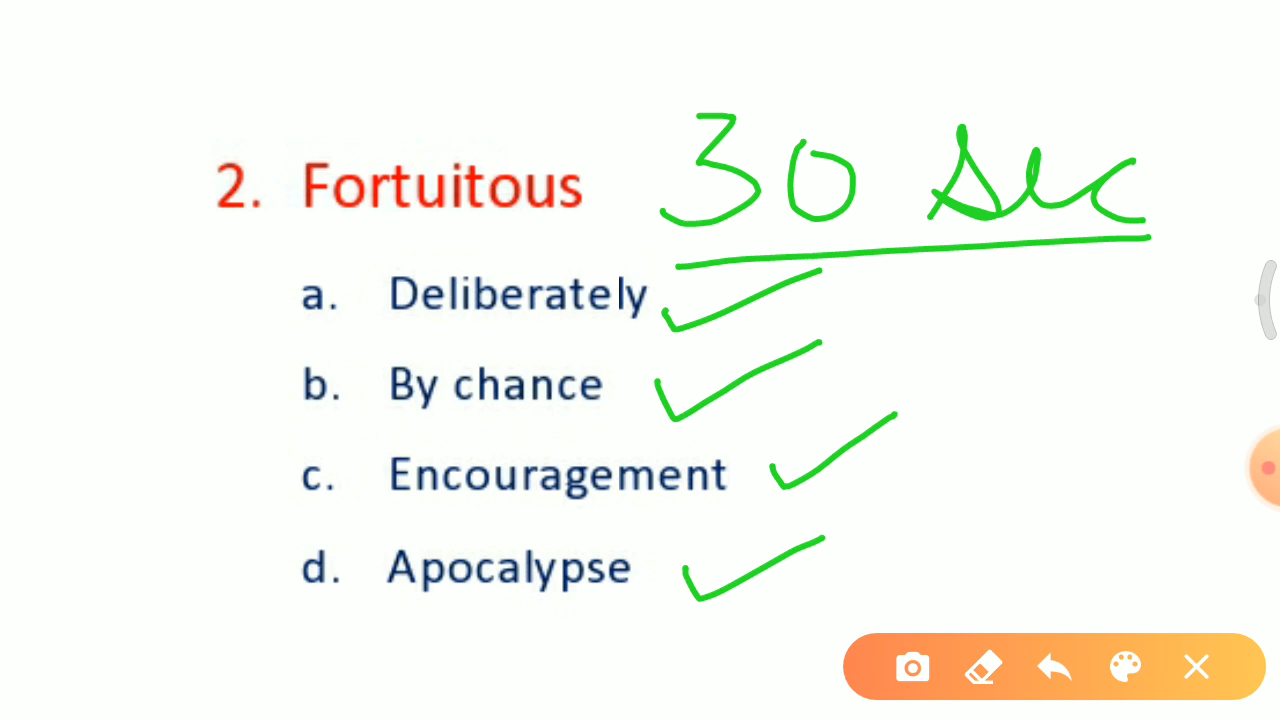 2. Fortuitous 30 sec
a. Deliberately
b. By chance
c. Encouragement
d. Apocalypse